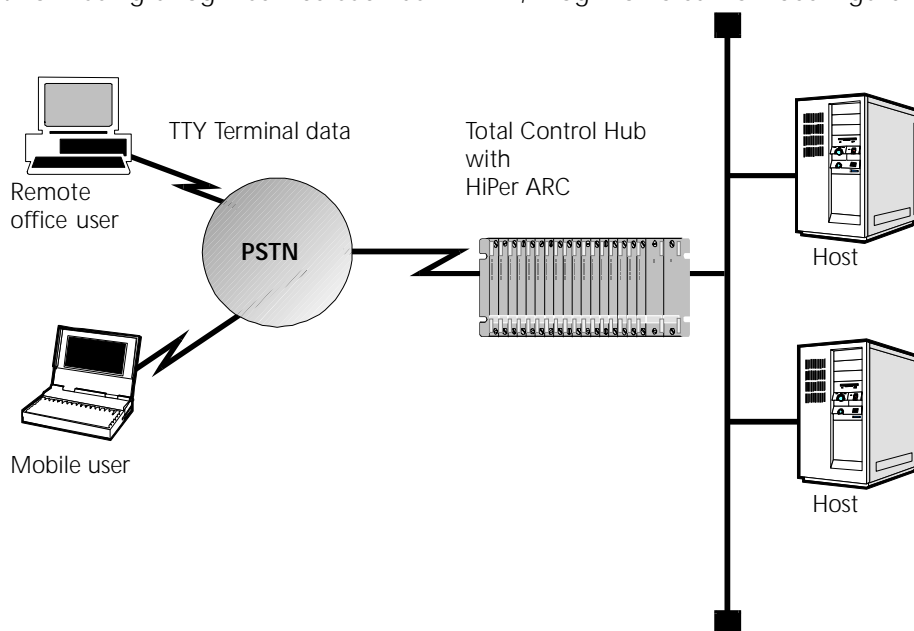 TTY Terminal data
Total Control Hub
with
HiPer ARC
Remote
office user
PSTN
Host
Mobile user
Host